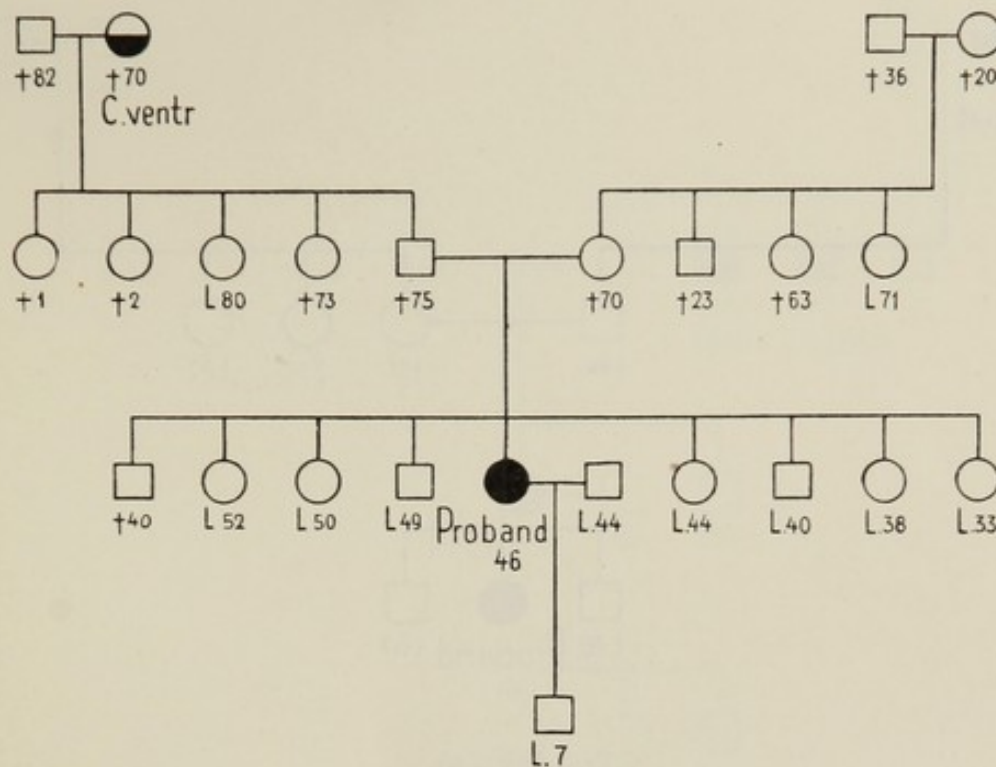 †82 †70 †36 †20
C.ventr
†1 †2 L80 †73 †75 †70 †23 †63 L71
†40 L52 L50 L49 Proband L.44 L.44 L.40 L.38 L.33
46
L.7